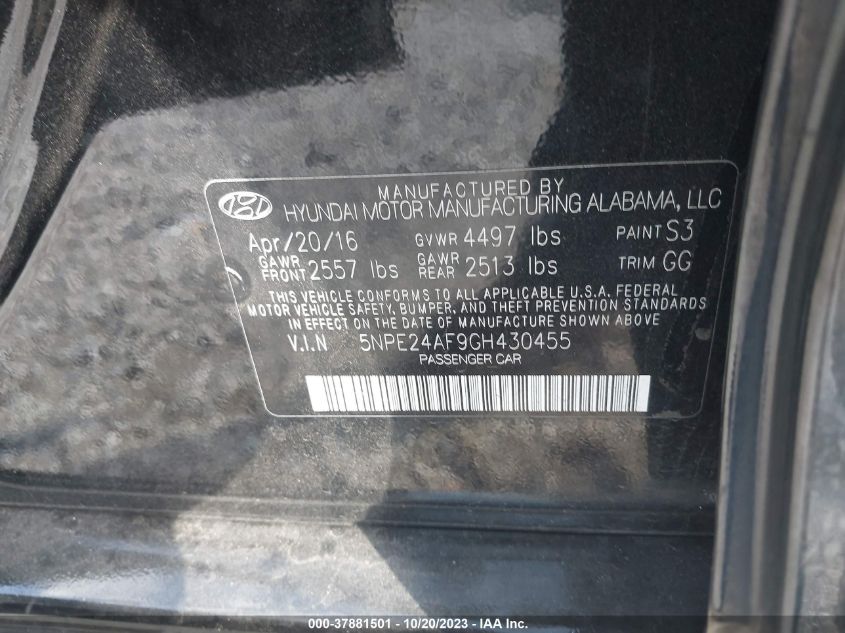 MANUFACTURED BY
HYUNDAI MOTOR MANUFACTURING ALABAMA, LLC
Apr/20/16 GVWR 4497 lbs PAINT S3
GAWR FRONT 2557 lbs GAWR REAR 2513 lbs TRIM GG
THIS VEHICLE CONFORMS TO ALL APPLICABLE U.S.A. FEDERAL
MOTOR VEHICLE SAFETY, BUMPER, AND THEFT PREVENTION STANDARDS
IN EFFECT ON THE DATE OF MANUFACTURE SHOWN ABOVE
V.I.N 5NPE24AF9GH430455
PASSENGER CAR
000-37881501 - 10/20/2023 - IAA Inc.